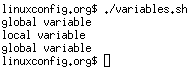 linuxconfig.org$ ./variables.sh
global variable
local variable
global variable
linuxconfig.org$